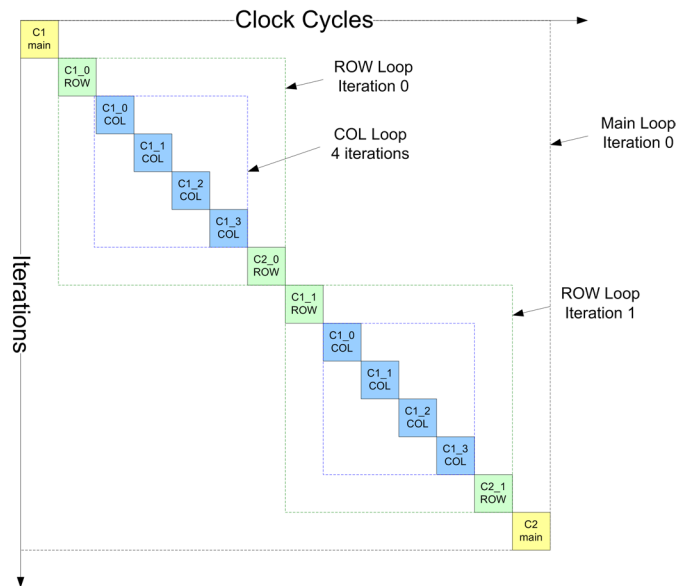 Clock Cycles
C1
main
C1_0
ROW
ROW Loop
Iteration 0
C1_0
COL
C1_1
COL
COL Loop
4 iterations
Main Loop
Iteration 0
C1_2
COL
C1_3
COL
C2_0
ROW
Iterations
C1_1
ROW
ROW Loop
Iteration 1
C1_0
COL
C1_1
COL
C1_2
COL
C1_3
COL
C2_1
ROW
C2
main